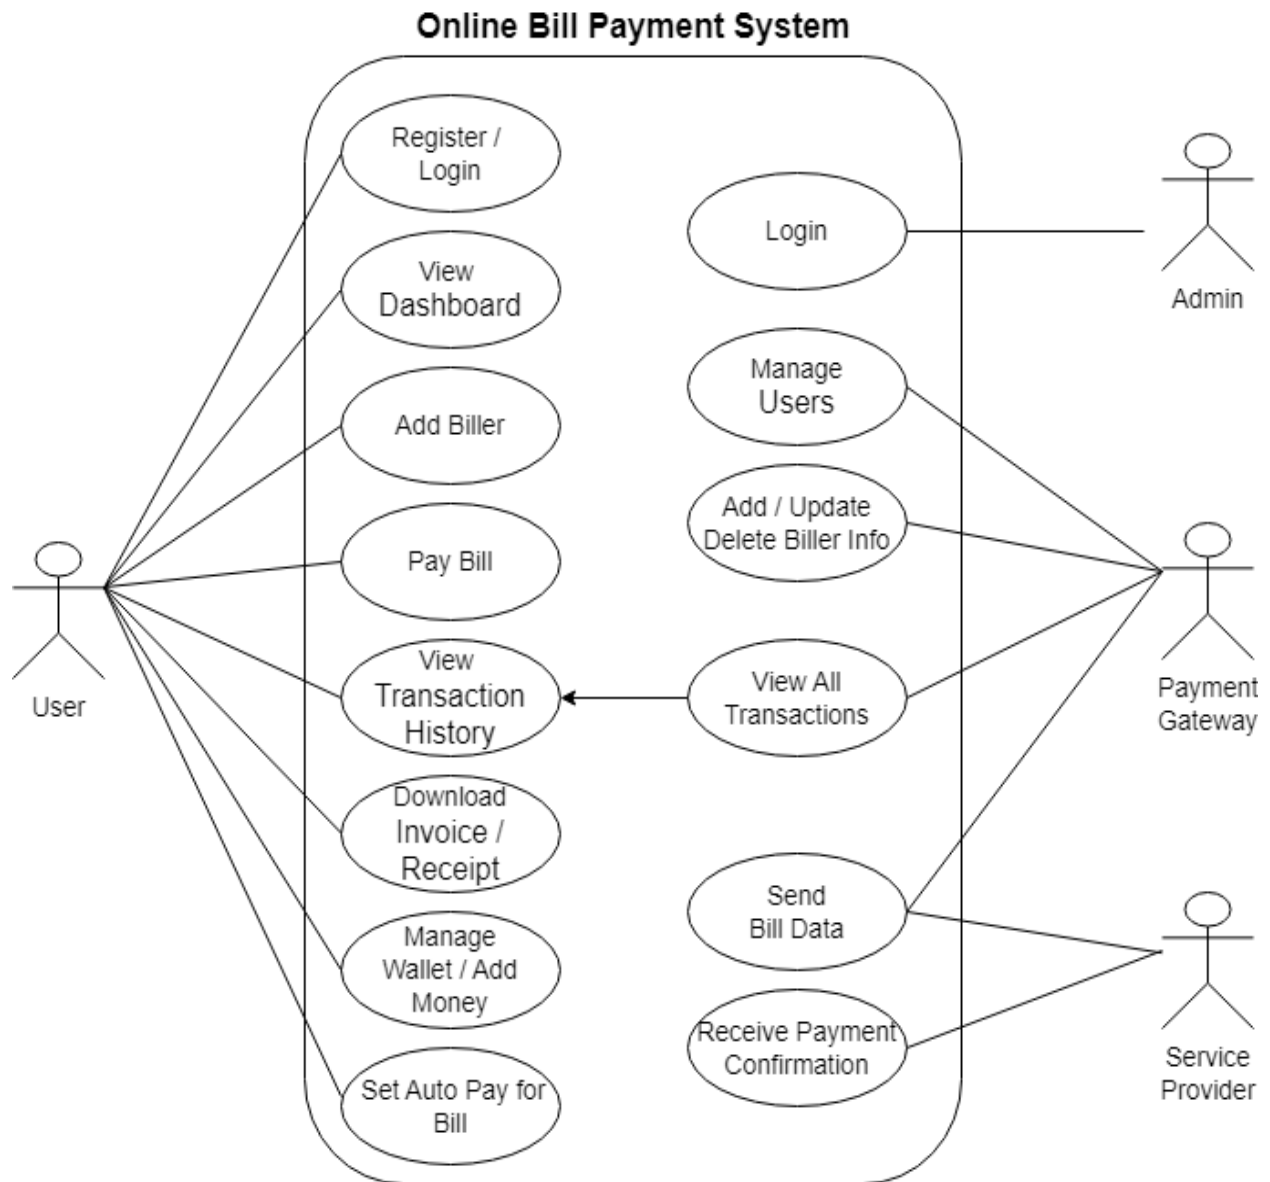 Online Bill Payment System
Register /
Login
View
Dashboard
Add Biller
Pay Bill
View
Transaction
History
Download
Invoice /
Receipt
Manage
Wallet / Add
Money
Set Auto Pay for
Bill
Login
Manage
Users
Add / Update
Delete Biller Info
View All
Transactions
Send
Bill Data
Receive Payment
Confirmation
User
Admin
Payment
Gateway
Service
Provider